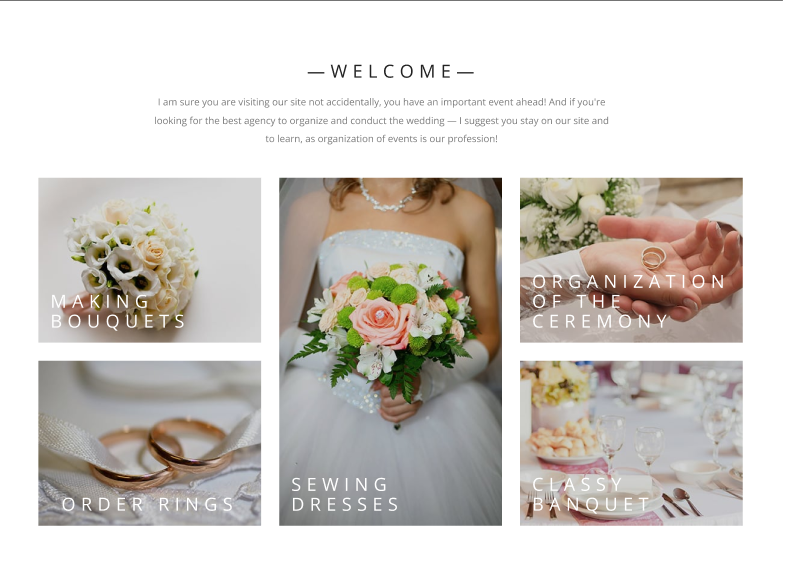 —WELCOME—
I am sure you are visiting our site not accidentally, you have an important event ahead! And if you're
looking for the best agency to organize and conduct the wedding — I suggest you stay on our site and
to learn, as organization of events is our profession!
MAKING
BOUQUETS
ORDER RINGS
SEWING
DRESSES
ORGANIZATION
OF THE
CEREMONY
CLASSY
BANQUET